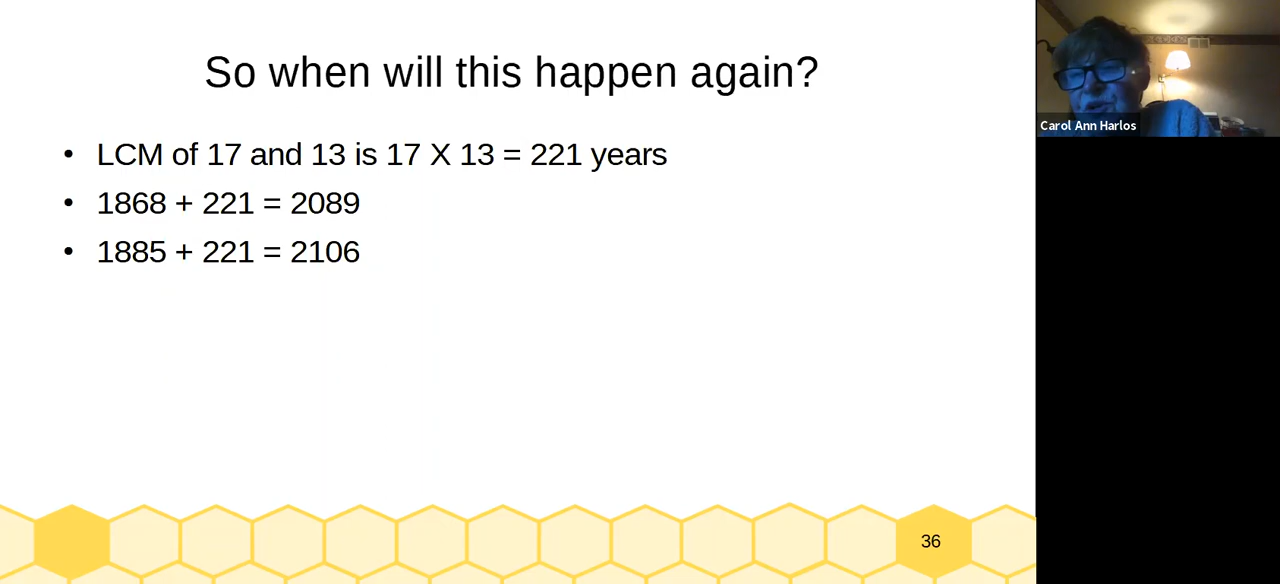 So when will this happen again?
• LCM of 17 and 13 is 17 X 13 = 221 years
• 1868 + 221 = 2089
• 1885 + 221 = 2106
36
Carol Ann Harlos